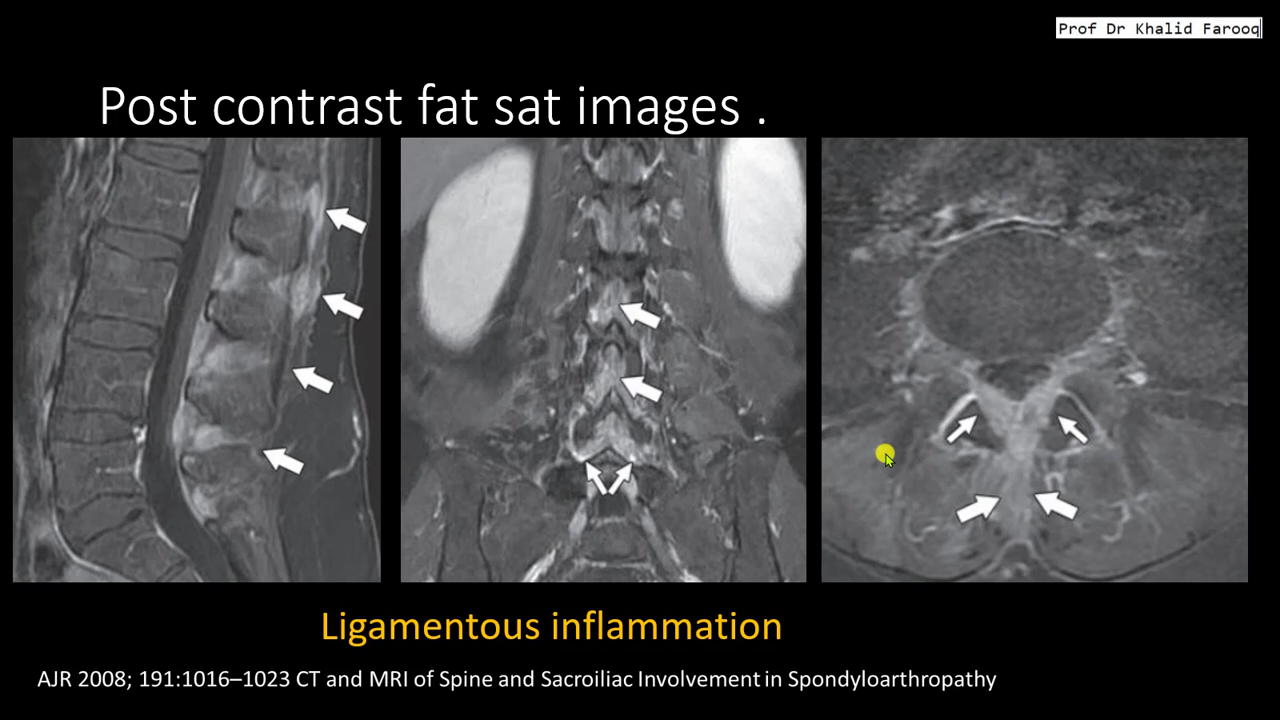 Prof Dr Khalid Farooq
Post contrast fat sat images .
Ligamentous inflammation
AJR 2008; 191:1016–1023 CT and MRI of Spine and Sacroiliac Involvement in Spondyloarthropathy